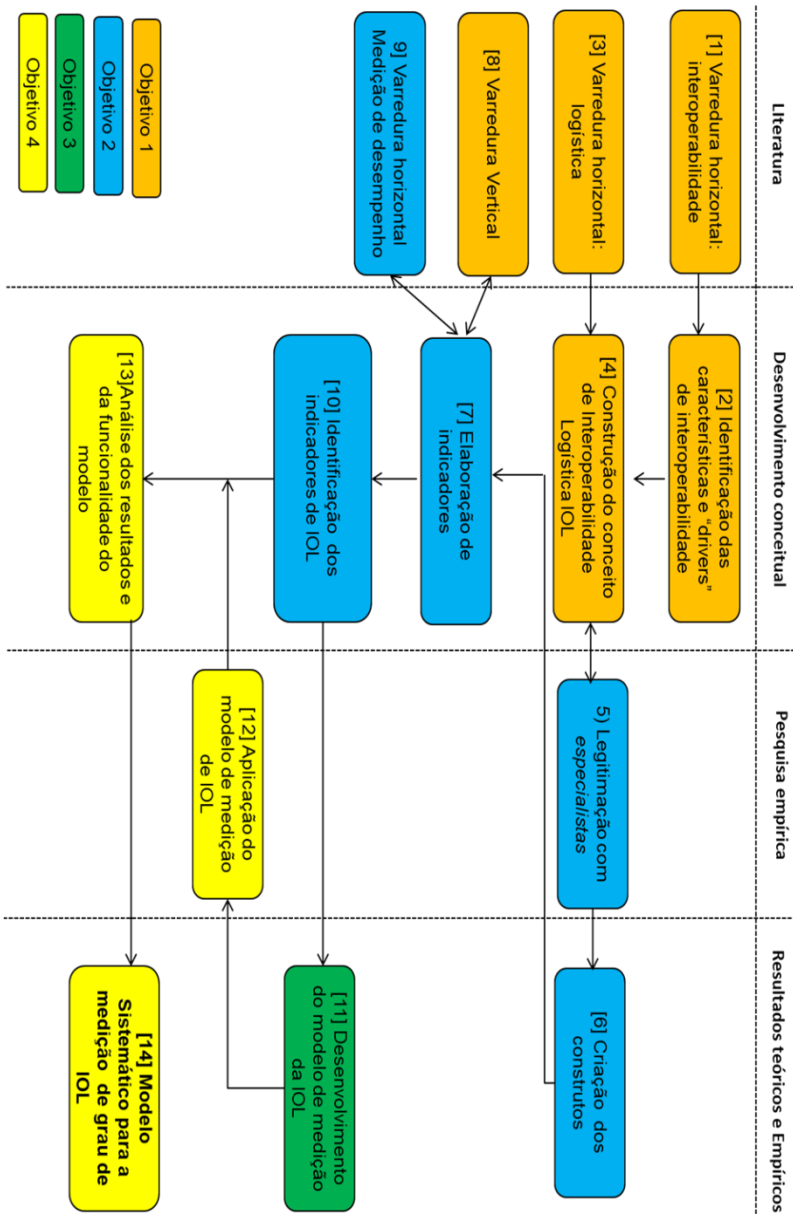 Literatura
Desenvolvimento conceitual
Pesquisa empírica
Resultados teóricos e Empíricos
[1] Varredura horizontal:
interoperabilidade
[2] Identificação das
características e “drivers”
de interoperabilidade
[3] Varredura horizontal:
logística
[4] Construção do conceito
de Interoperabilidade
Logística IOL
5) Legitimação com
especialistas
[6] Criação dos
construtos
[8] Varredura Vertical
[7] Elaboração de
indicadores
9] Varredura horizontal
Medição de desempenho
[10] Identificação dos
indicadores de IOL
[11] Desenvolvimento
do modelo de medição
da IOL
[12] Aplicação do
modelo de medição
de IOL
[13]Análise dos resultados e
da funcionalidade do
modelo
[14] Modelo
Sistemático para a
medição de grau de
IOL
Objetivo 1
Objetivo 2
Objetivo 3
Objetivo 4